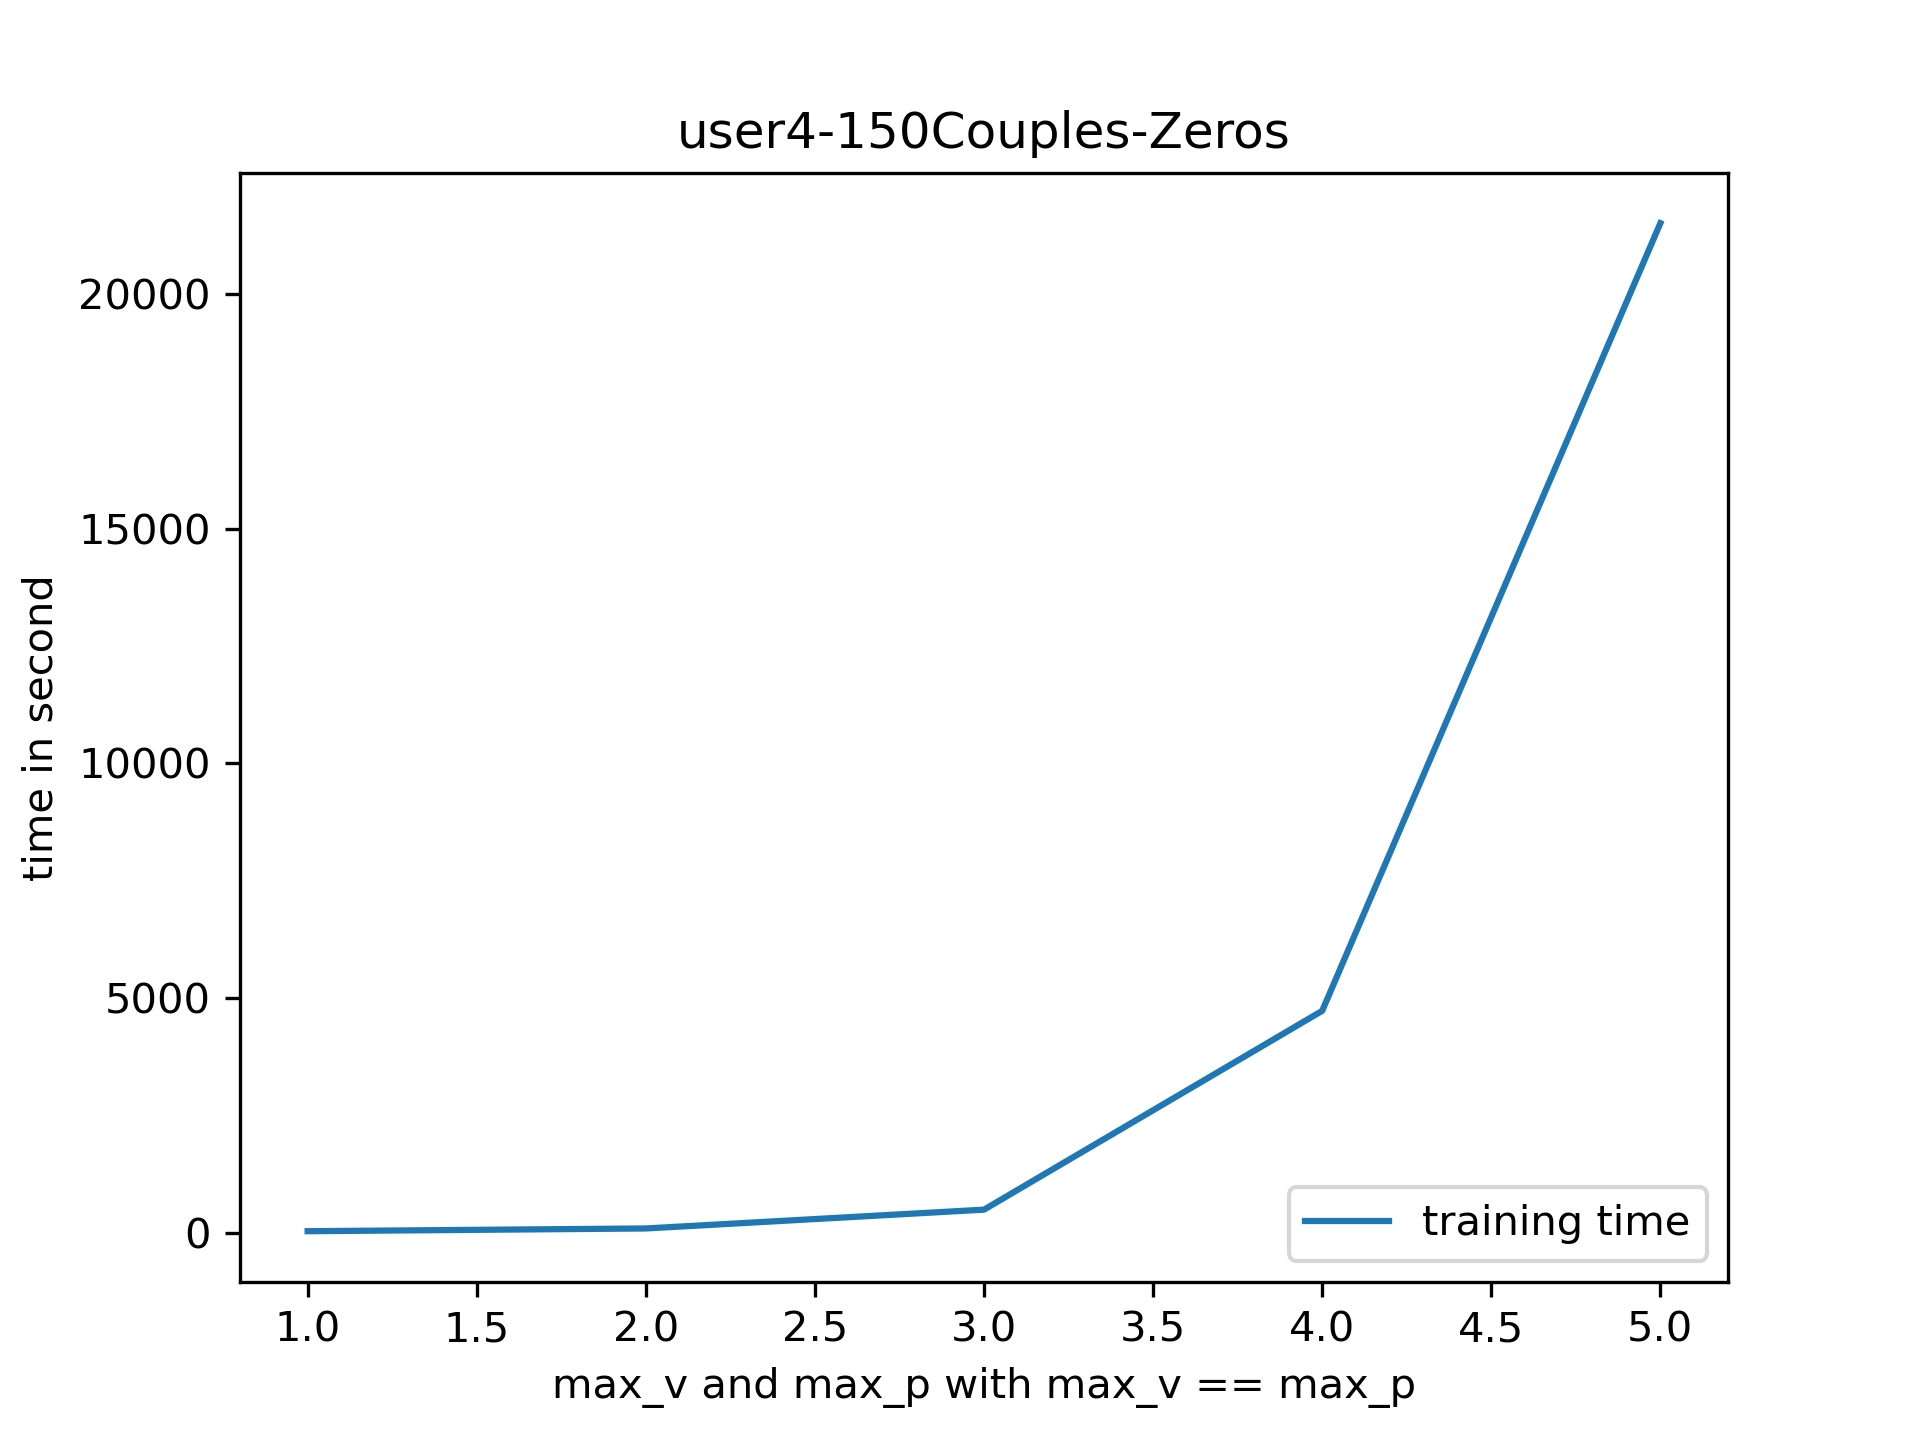 user4-150Couples-Zeros
20000
15000
10000
5000
0
time in second
training time
1.0 1.5 2.0 2.5 3.0 3.5 4.0 4.5 5.0
max_v and max_p with max_v == max_p